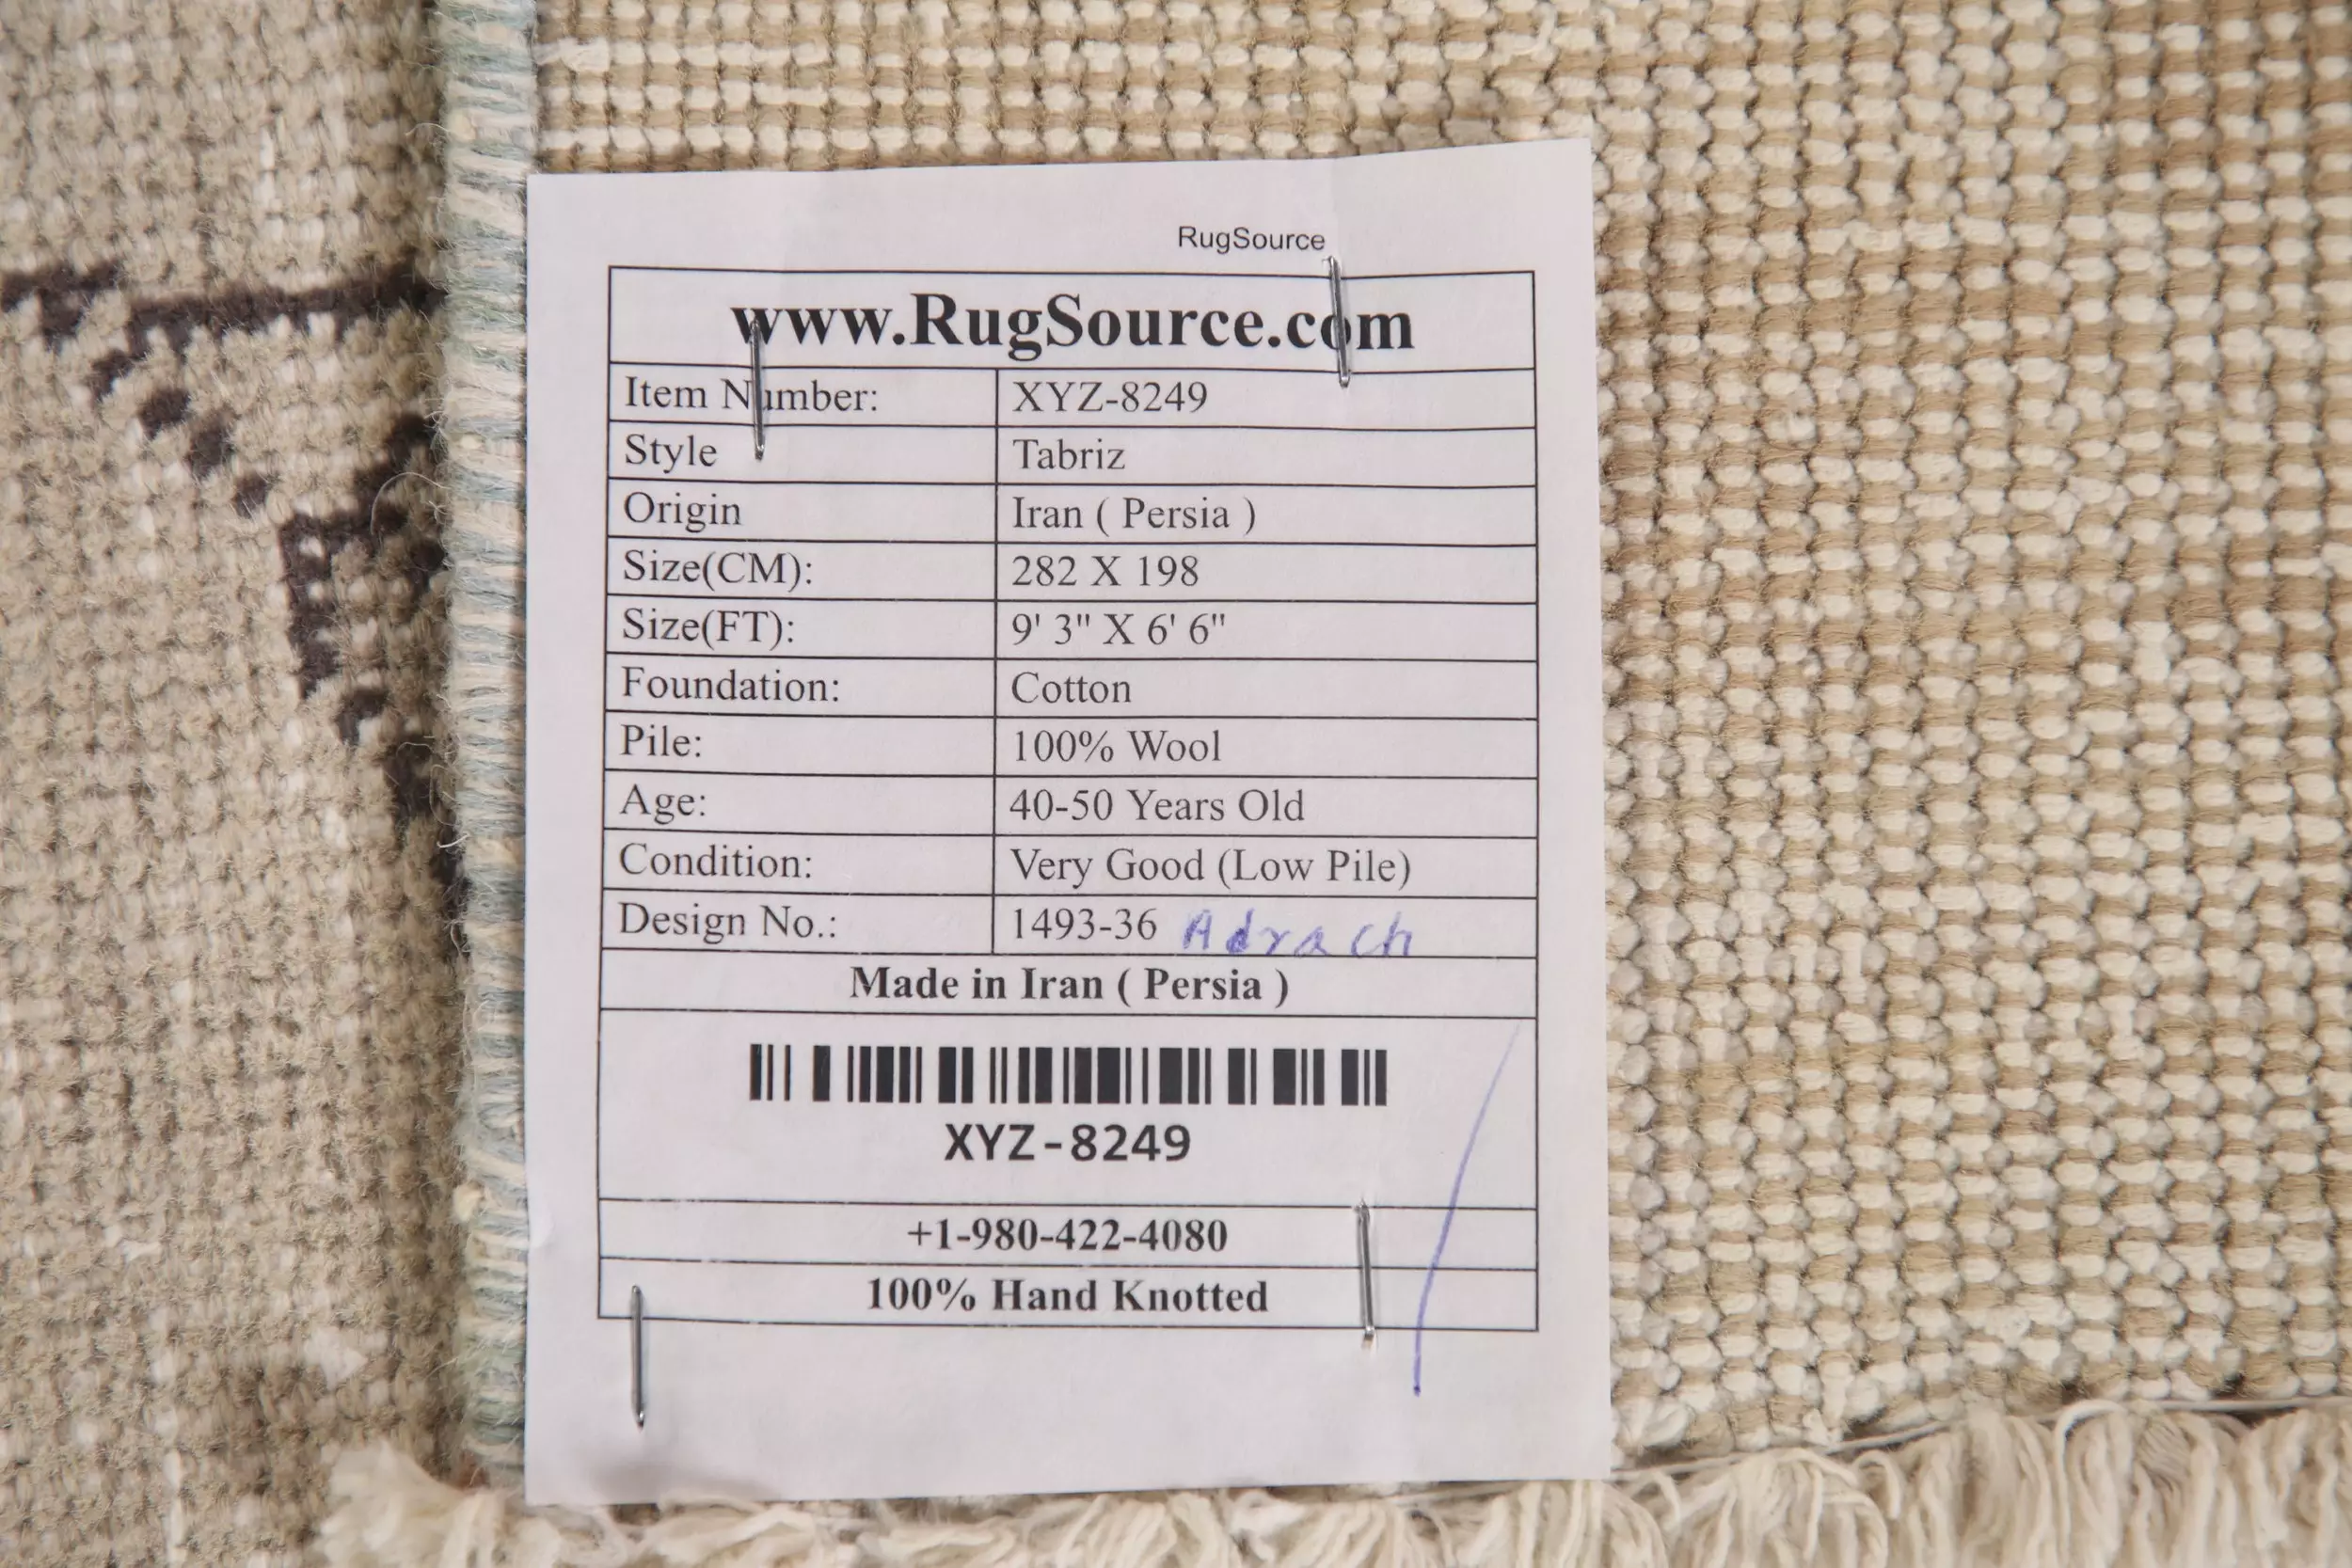 RugSource
www.RugSource.com
Item Number: XYZ-8249
Style Tabriz
Origin Iran ( Persia )
Size(CM): 282 X 198
Size(FT): 9' 3" X 6' 6"
Foundation: Cotton
Pile: 100% Wool
Age: 40-50 Years Old
Condition: Very Good (Low Pile)
Design No.: 1493-36 Adrach
Made in Iran ( Persia )
XYZ-8249
+1-980-422-4080
100% Hand Knotted